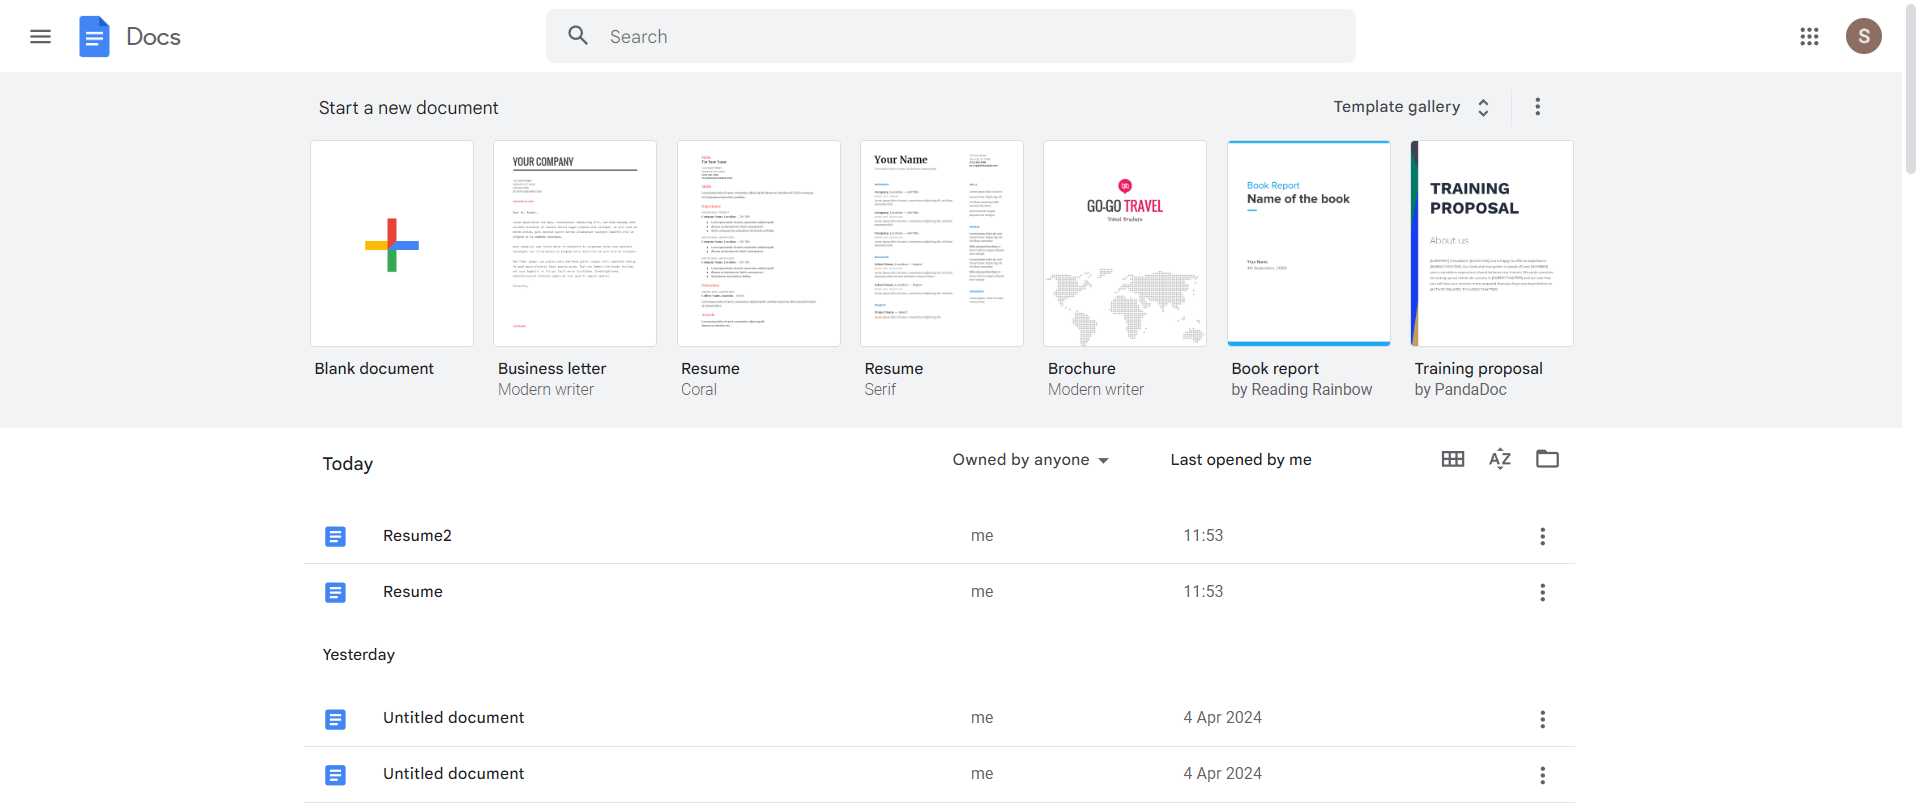 Docs
Search
S
Start a new document
Template gallery
YOUR COMPANY
Your Name
GO-GO TRAVEL
Travel Brochure
Book Report
Name of the book
TRAINING
PROPOSAL
About us
Blank document
Business letter
Modern writer
Resume
Coral
Resume
Serif
Brochure
Modern writer
Book report
by Reading Rainbow
Training proposal
by PandaDoc
Today
Owned by anyone
Last opened by me
AZ
Resume2
me
11:53
Resume
me
11:53
Yesterday
Untitled document
me
4 Apr 2024
Untitled document
me
4 Apr 2024